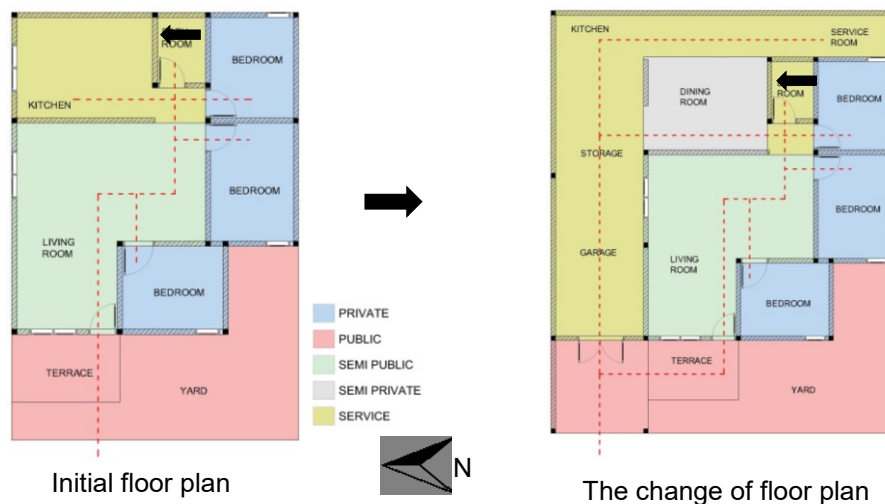 ROOM
BEDROOM
KITCHEN
BEDROOM
LIVING
ROOM
BEDROOM
TERRACE
YARD
Initial floor plan
PRIVATE
PUBLIC
SEMI PUBLIC
SEMI PRIVATE
SERVICE
N
KITCHEN
SERVICE
ROOM
DINING
ROOM
ROOM
BEDROOM
STORAGE
BEDROOM
GARAGE
LIVING
ROOM
BEDROOM
TERRACE
YARD
The change of floor plan